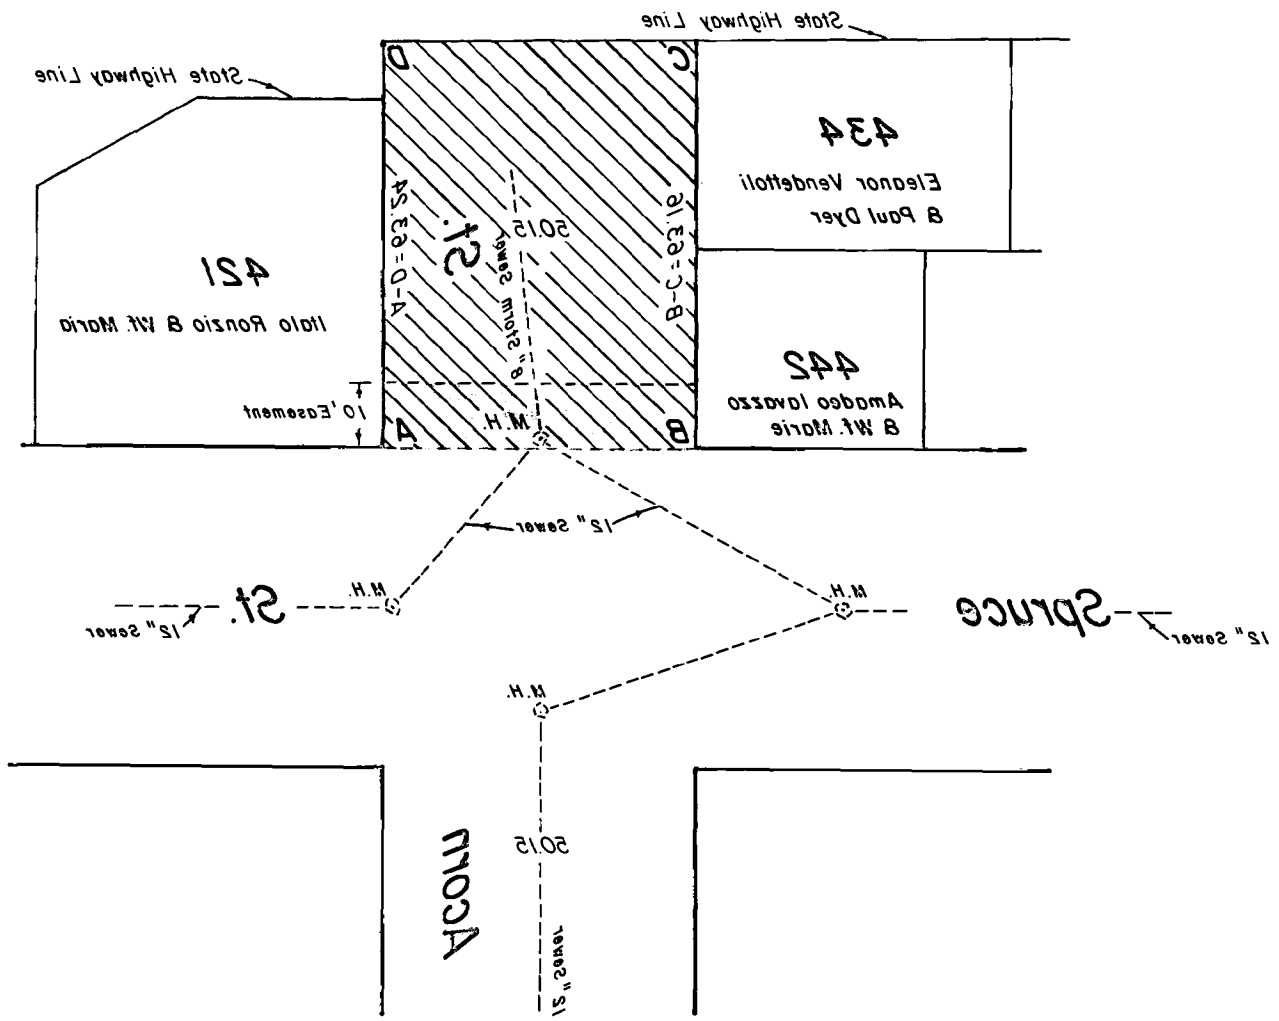 State Highway Line
State Highway Line
D
C
434
Eleanor Vendettoli
& Paul Dyer
421
Italo Ronzio & Wf. Maria
D-A=63.24
St.
8" Storm Sewer
50.15
B-C=63.16
442
Amadeo Iavazzo
& Wf. Marie
10' Easement
A
M.H.
B
12" Sewer
M.H.
St.
12" Sewer
M.H.
Spruce
12" Sewer
M.H.
Acorn
50.15
12" Sewer